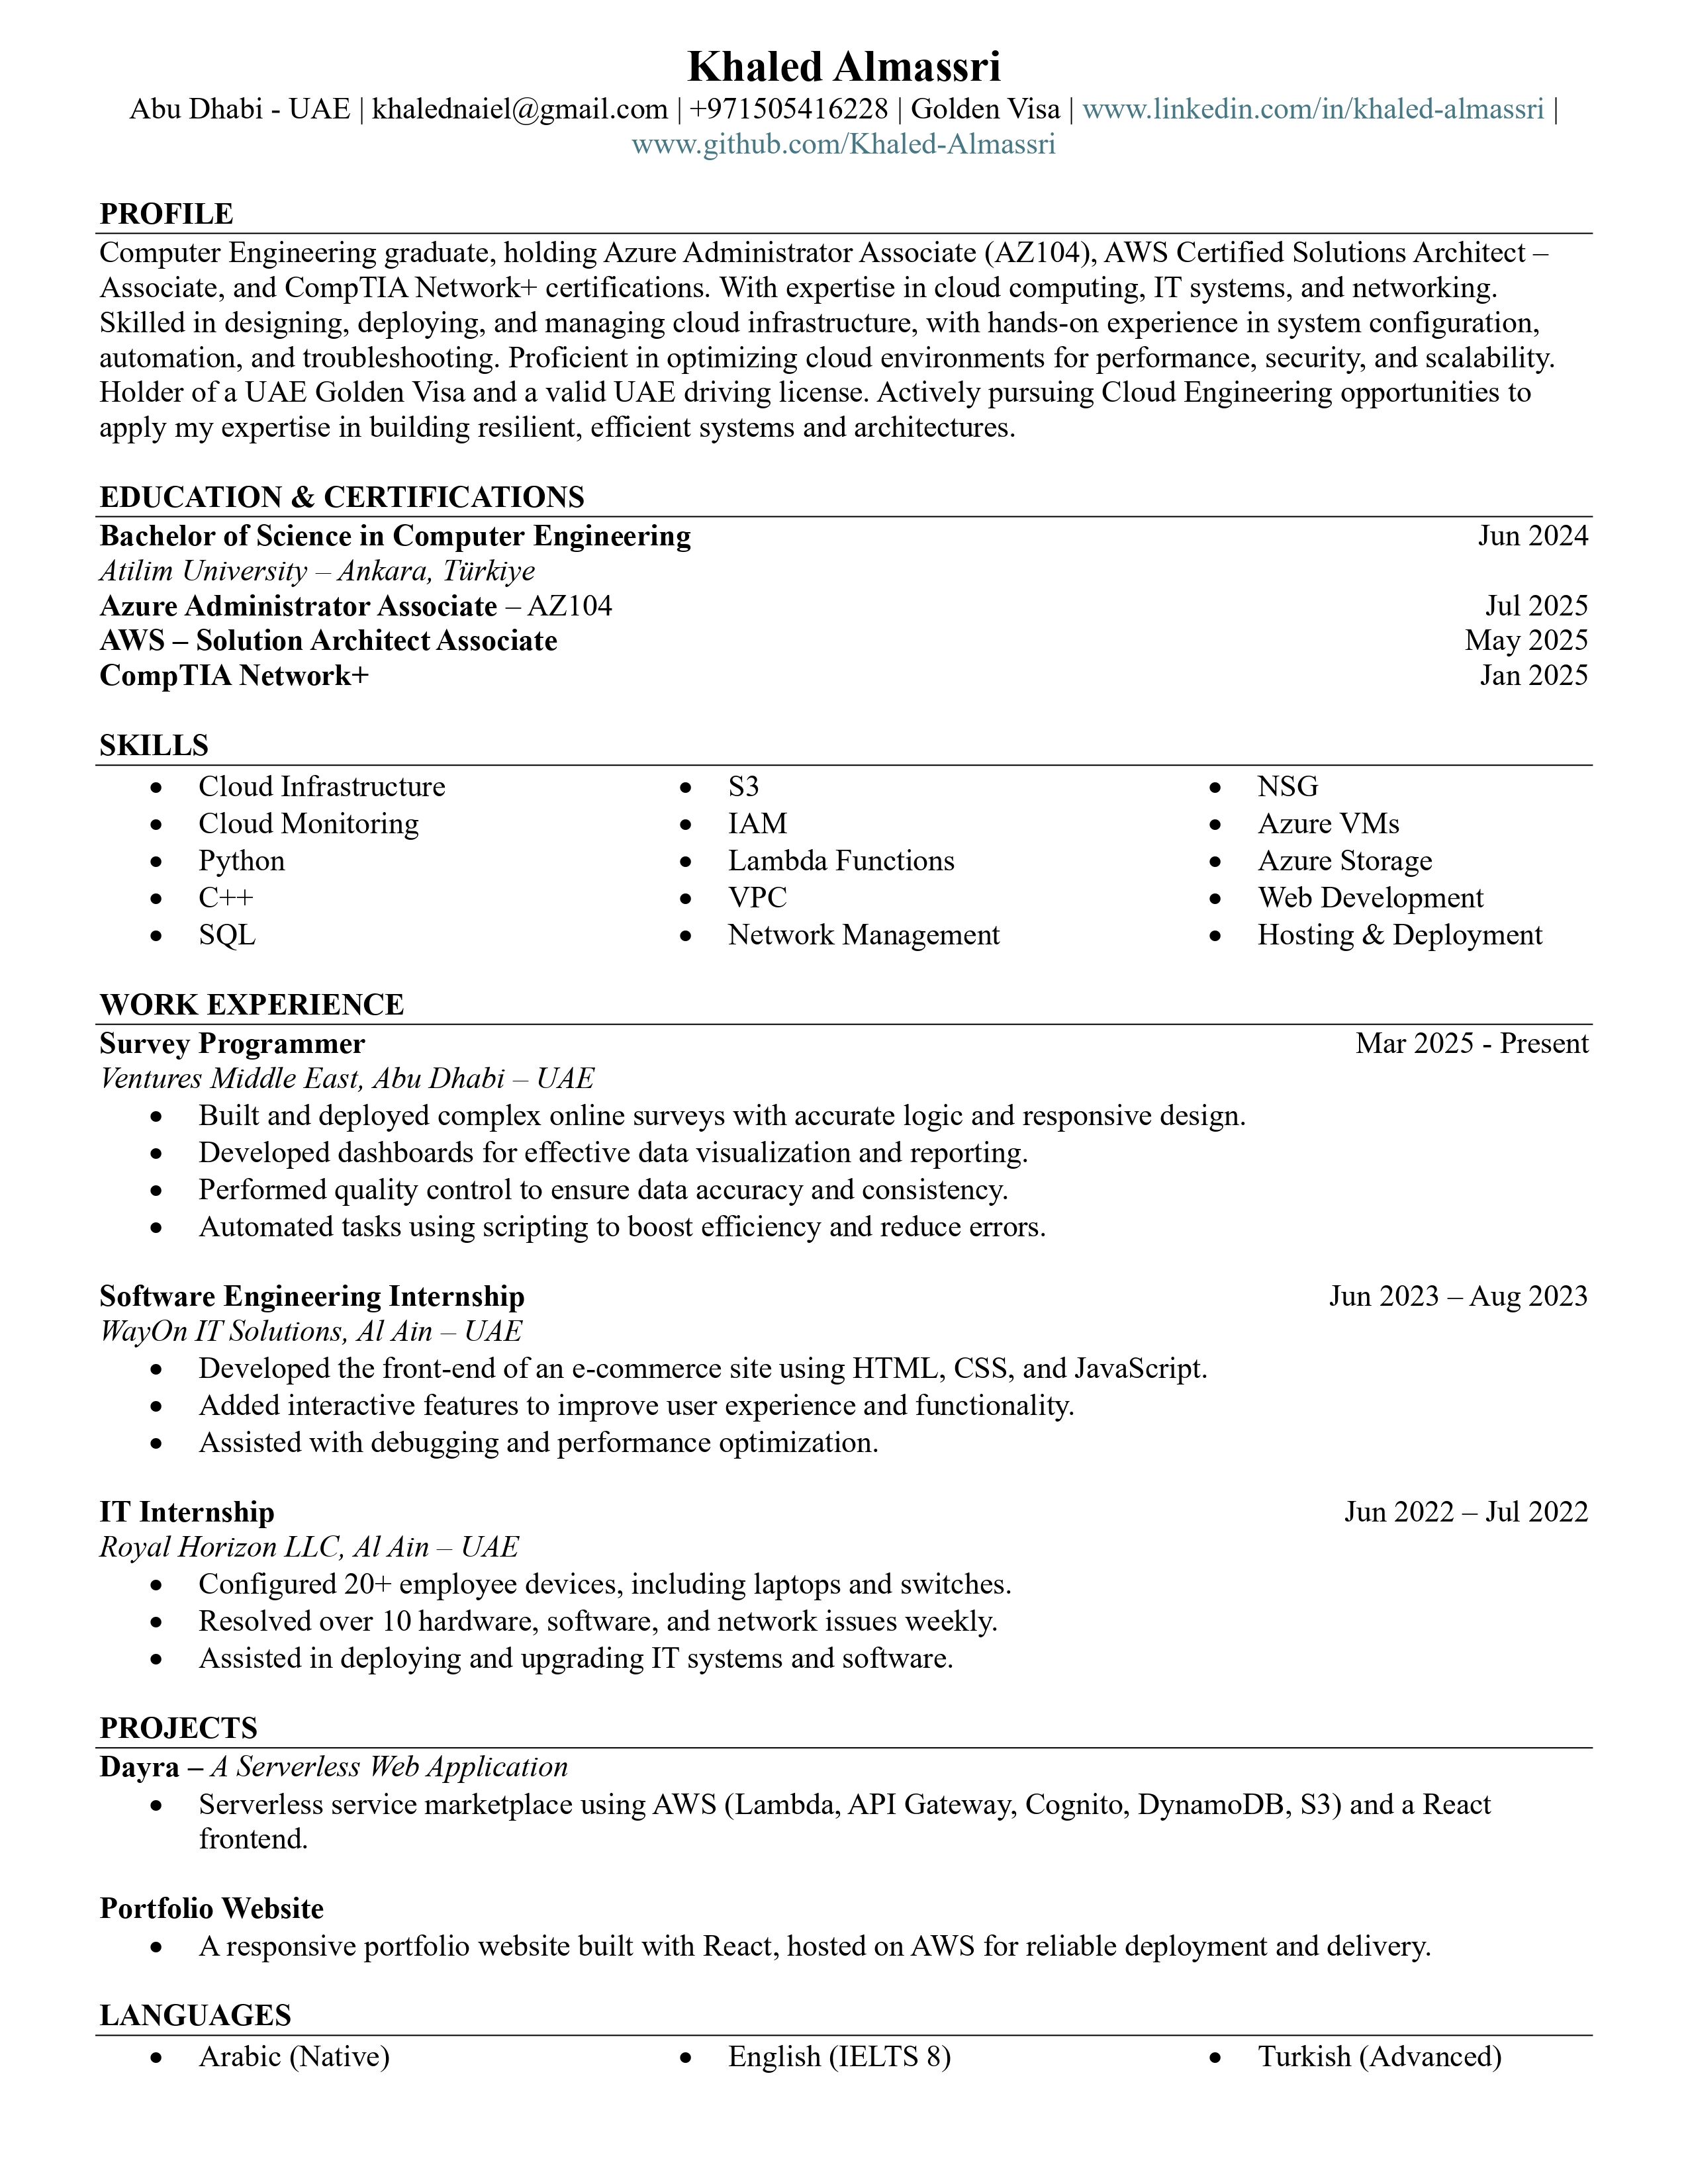 Khaled Almassri
Abu Dhabi - UAE | khalednaiel@gmail.com | +971505416228 | Golden Visa | www.linkedin.com/in/khaled-almassri |
www.github.com/Khaled-Almassri
PROFILE
Computer Engineering graduate, holding Azure Administrator Associate (AZ104), AWS Certified Solutions Architect –
Associate, and CompTIA Network+ certifications. With expertise in cloud computing, IT systems, and networking.
Skilled in designing, deploying, and managing cloud infrastructure, with hands-on experience in system configuration,
automation, and troubleshooting. Proficient in optimizing cloud environments for performance, security, and scalability.
Holder of a UAE Golden Visa and a valid UAE driving license. Actively pursuing Cloud Engineering opportunities to
apply my expertise in building resilient, efficient systems and architectures.
EDUCATION & CERTIFICATIONS
Bachelor of Science in Computer Engineering Jun 2024
Atilim University – Ankara, Türkiye
Azure Administrator Associate – AZ104 Jul 2025
AWS – Solution Architect Associate May 2025
CompTIA Network+ Jan 2025
SKILLS
• Cloud Infrastructure
• Cloud Monitoring
• Python
• C++
• SQL
• S3
• IAM
• Lambda Functions
• VPC
• Network Management
• NSG
• Azure VMs
• Azure Storage
• Web Development
• Hosting & Deployment
WORK EXPERIENCE
Survey Programmer Mar 2025 - Present
Ventures Middle East, Abu Dhabi – UAE
• Built and deployed complex online surveys with accurate logic and responsive design.
• Developed dashboards for effective data visualization and reporting.
• Performed quality control to ensure data accuracy and consistency.
• Automated tasks using scripting to boost efficiency and reduce errors.
Software Engineering Internship Jun 2023 – Aug 2023
WayOn IT Solutions, Al Ain – UAE
• Developed the front-end of an e-commerce site using HTML, CSS, and JavaScript.
• Added interactive features to improve user experience and functionality.
• Assisted with debugging and performance optimization.
IT Internship Jun 2022 – Jul 2022
Royal Horizon LLC, Al Ain – UAE
• Configured 20+ employee devices, including laptops and switches.
• Resolved over 10 hardware, software, and network issues weekly.
• Assisted in deploying and upgrading IT systems and software.
PROJECTS
Dayra – A Serverless Web Application
• Serverless service marketplace using AWS (Lambda, API Gateway, Cognito, DynamoDB, S3) and a React
frontend.
Portfolio Website
• A responsive portfolio website built with React, hosted on AWS for reliable deployment and delivery.
LANGUAGES
• Arabic (Native)
• English (IELTS 8)
• Turkish (Advanced)